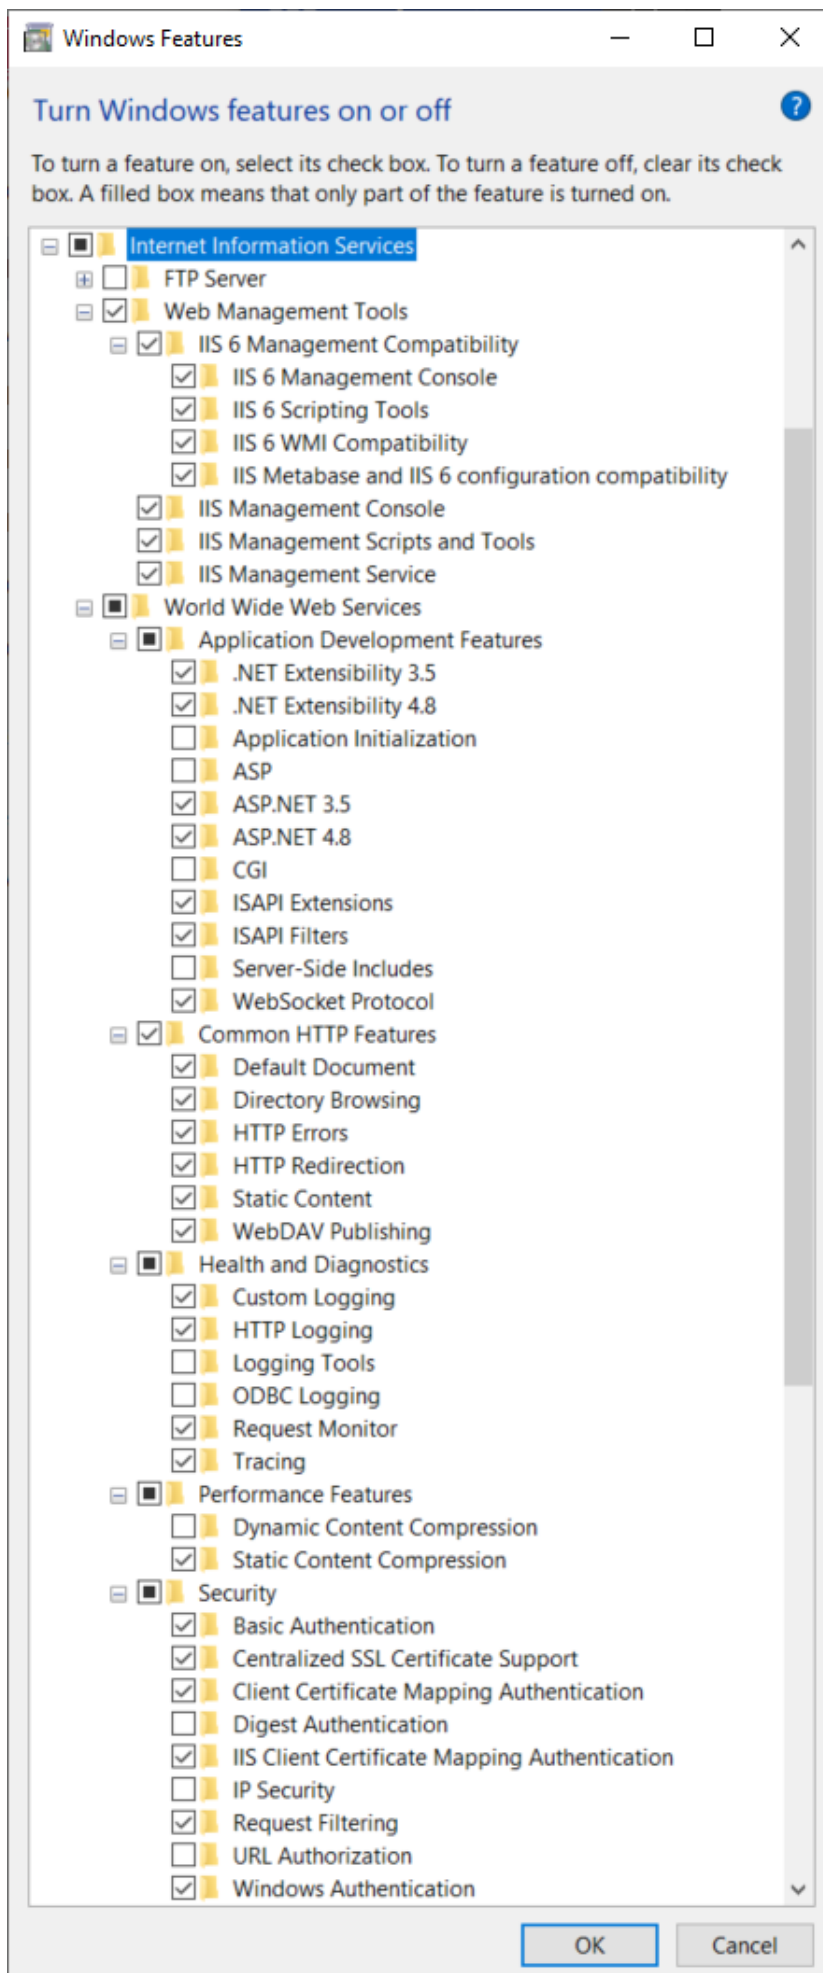 Windows Features
Turn Windows features on or off
?
To turn a feature on, select its check box. To turn a feature off, clear its check
box. A filled box means that only part of the feature is turned on.
Internet Information Services
FTP Server
Web Management Tools
IIS 6 Management Compatibility
IIS 6 Management Console
IIS 6 Scripting Tools
IIS 6 WMI Compatibility
IIS Metabase and IIS 6 configuration compatibility
IIS Management Console
IIS Management Scripts and Tools
IIS Management Service
World Wide Web Services
Application Development Features
.NET Extensibility 3.5
.NET Extensibility 4.8
Application Initialization
ASP
ASP.NET 3.5
ASP.NET 4.8
CGI
ISAPI Extensions
ISAPI Filters
Server-Side Includes
WebSocket Protocol
Common HTTP Features
Default Document
Directory Browsing
HTTP Errors
HTTP Redirection
Static Content
WebDAV Publishing
Health and Diagnostics
Custom Logging
HTTP Logging
Logging Tools
ODBC Logging
Request Monitor
Tracing
Performance Features
Dynamic Content Compression
Static Content Compression
Security
Basic Authentication
Centralized SSL Certificate Support
Client Certificate Mapping Authentication
Digest Authentication
IIS Client Certificate Mapping Authentication
IP Security
Request Filtering
URL Authorization
Windows Authentication
OK Cancel